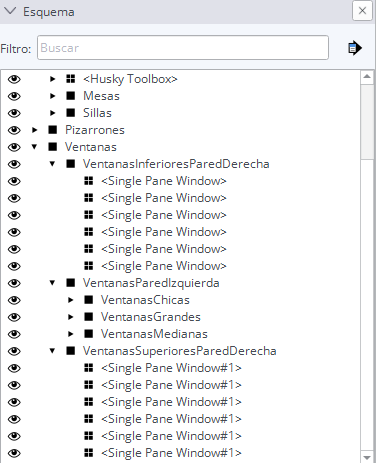 Esquema
Filtro: Buscar
<Husky Toolbox>
Mesas
Sillas
Pizarrones
Ventanas
VentanasInferioresParedDerecha
<Single Pane Window>
<Single Pane Window>
<Single Pane Window>
<Single Pane Window>
<Single Pane Window>
<Single Pane Window>
VentanasParedIzquierda
VentanasChicas
VentanasGrandes
VentanasMedianas
VentanasSuperioresParedDerecha
<Single Pane Window#1>
<Single Pane Window#1>
<Single Pane Window#1>
<Single Pane Window#1>
<Single Pane Window#1>
<Single Pane Window#1>